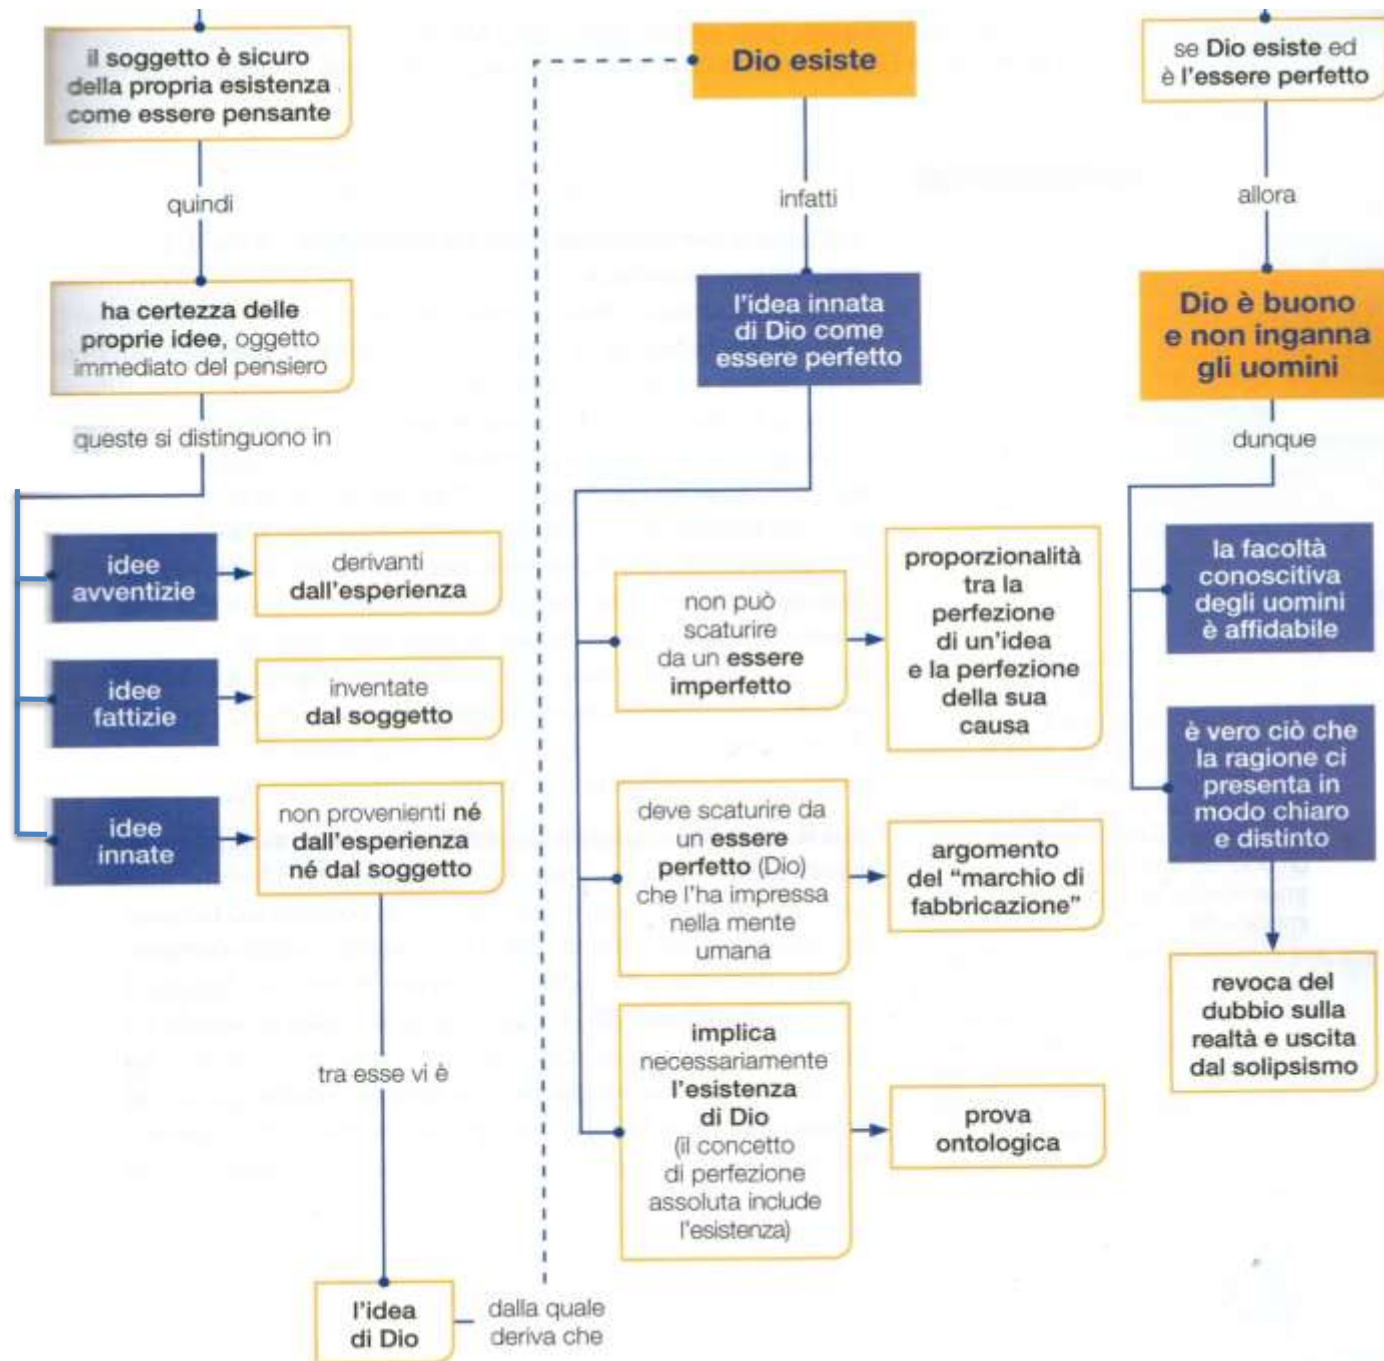 il soggetto è sicuro
della propria esistenza
come essere pensante
quindi
ha certezza delle
proprie idee, oggetto
immediato del pensiero
queste si distinguono in
idee
avventizie
derivanti
dall'esperienza
idee
fattizie
inventate
dal soggetto
idee
innate
non provenienti né
dall'esperienza
né dal soggetto
tra esse vi è
l'idea
di Dio
dalla quale
deriva che
Dio esiste
infatti
l'idea innata
di Dio come
essere perfetto
non può
scaturire
da un essere
imperfetto
proporzionalità
tra la
perfezione
di un'idea
e la perfezione
della sua
causa
deve scaturire da
un essere
perfetto (Dio)
che l'ha impressa
nella mente
umana
argomento
del "marchio di
fabbricazione"
implica
necessariamente
l'esistenza
di Dio
(il concetto
di perfezione
assoluta include
l'esistenza)
prova
ontologica
se Dio esiste ed
è l'essere perfetto
allora
Dio è buono
e non inganna
gli uomini
dunque
la facoltà
conoscitiva
degli uomini
è affidabile
è vero ciò che
la ragione ci
presenta in
modo chiaro
e distinto
revoca del
dubbio sulla
realtà e uscita
dal solipsismo